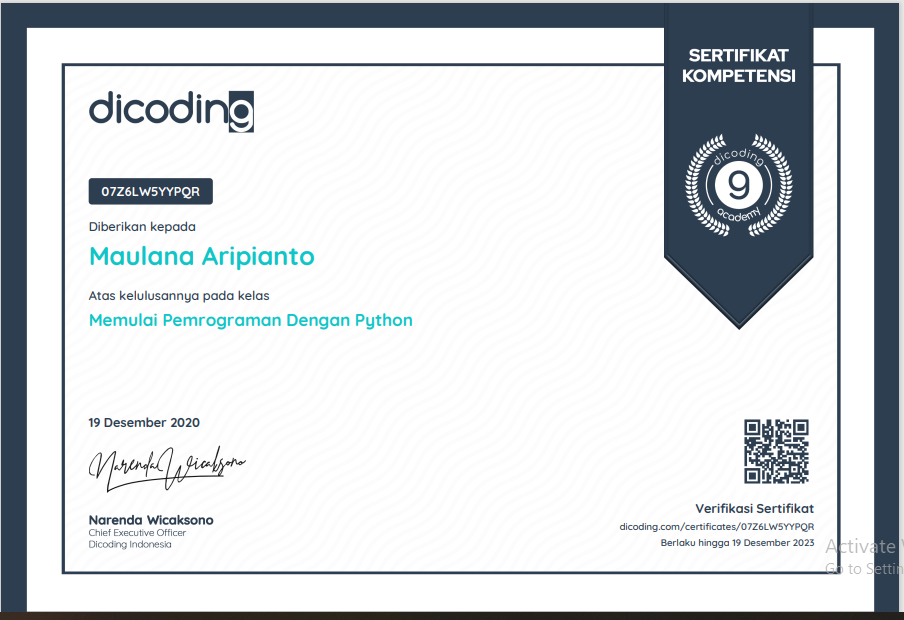 SERTIFIKAT
KOMPETENSI
dicoding
dicoding
g
academy
07Z6LW5YYPQR
Diberikan kepada
Maulana Aripianto
Atas kelulusannya pada kelas
Memulai Pemrograman Dengan Python
19 Desember 2020
Narenda Wicaksono
Narenda Wicaksono
Chief Executive Officer
Dicoding Indonesia
Verifikasi Sertifikat
dicoding.com/certificates/07Z6LW5YYPQR
Berlaku hingga 19 Desember 2023
Activate
Go to